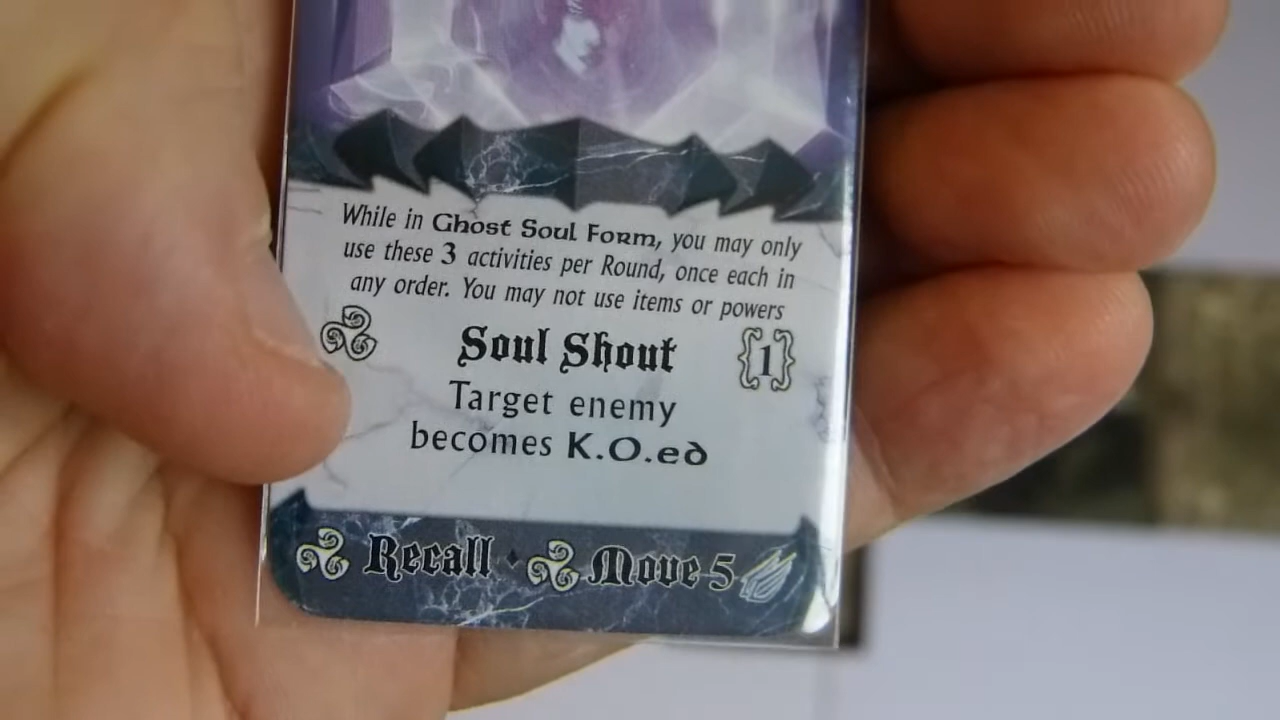 While in Ghost Soul Form, you may only
use these 3 activities per Round, once each in
any order. You may not use items or powers
Soul Shout {1}
Target enemy
becomes K.O.ed
Recall · Move 5